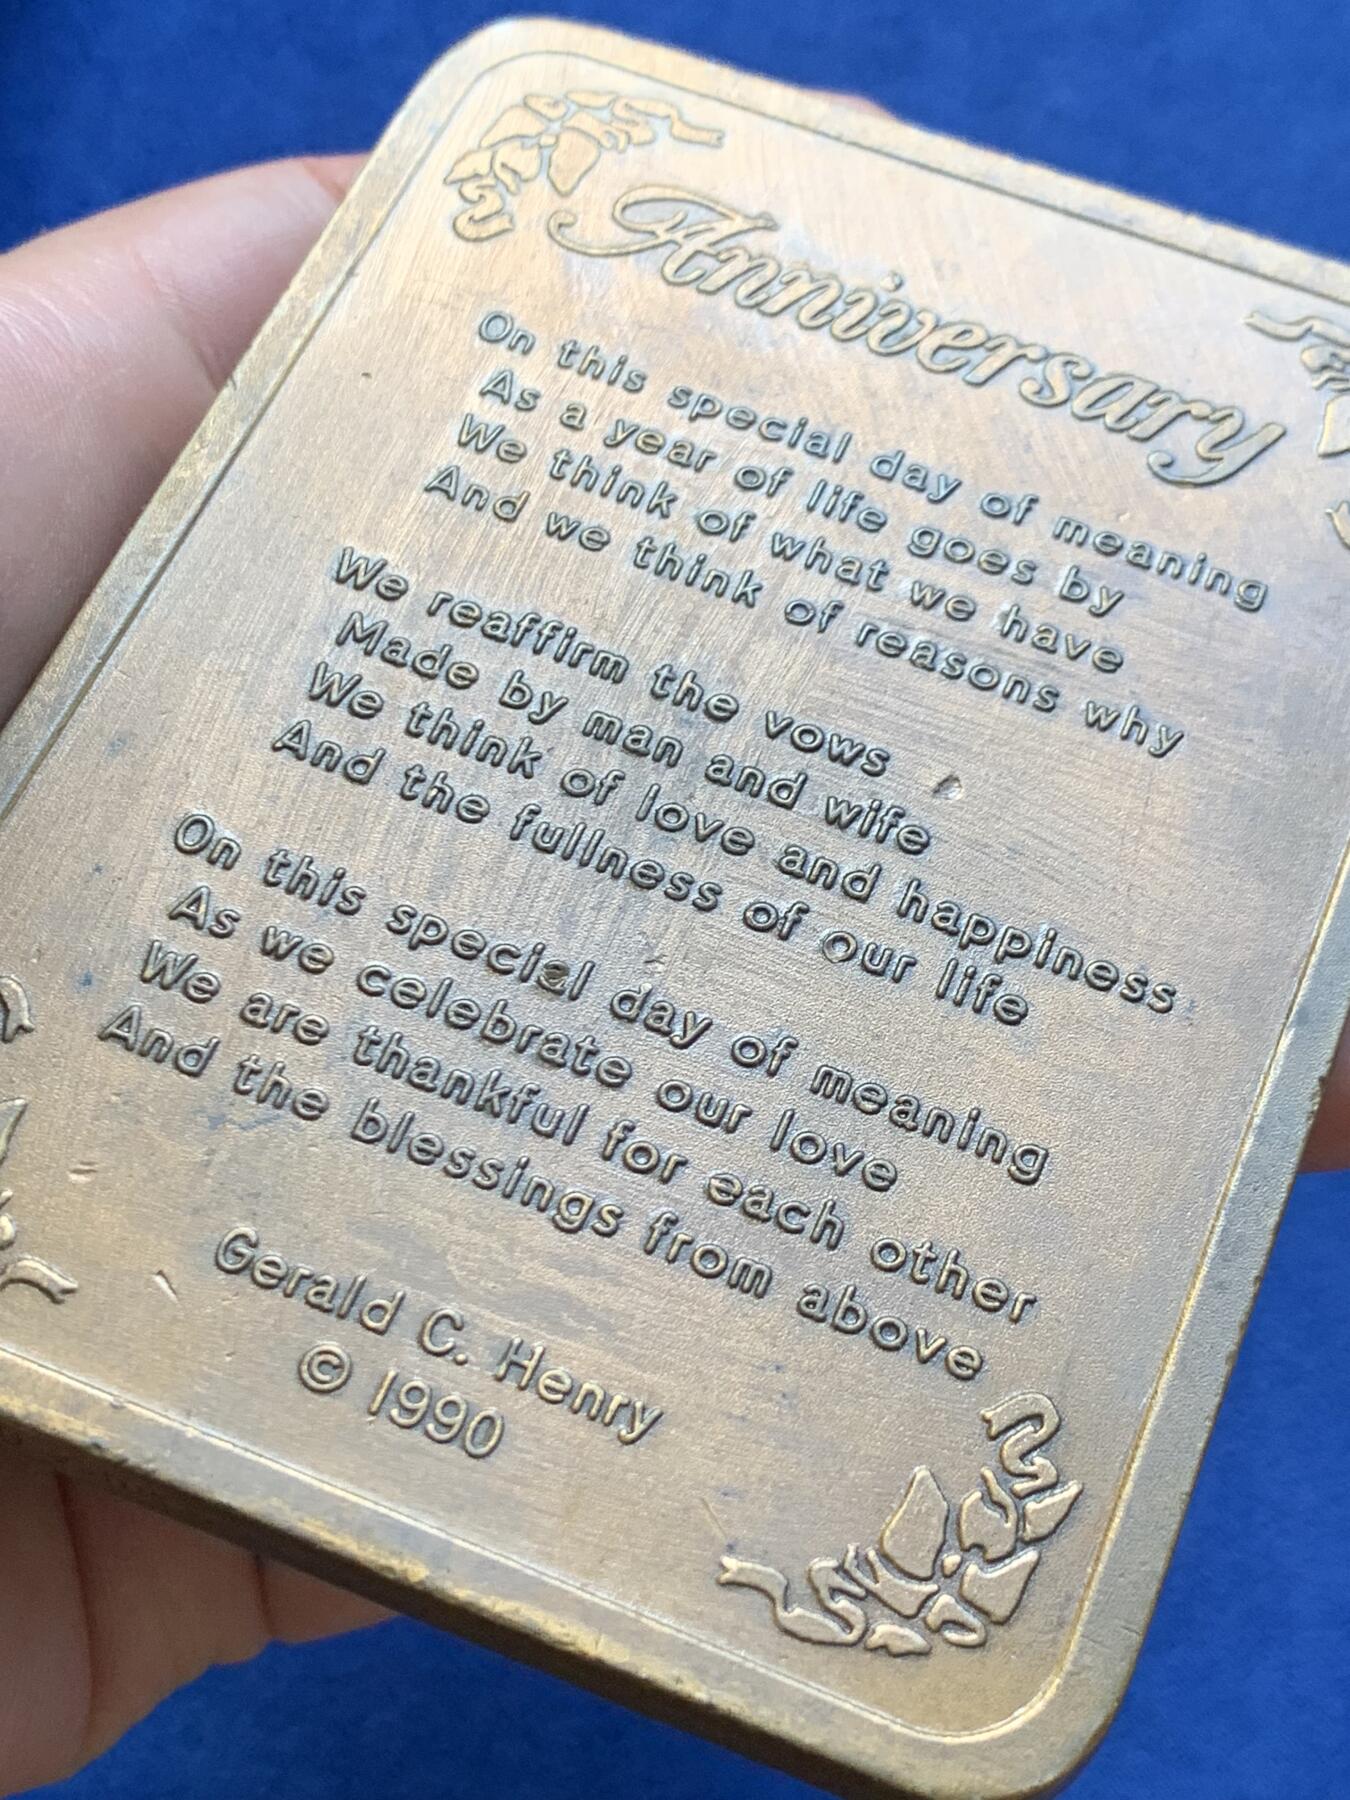 Anniversary
On this special day of meaning
As a year of life goes by
We think of what we have
And we think of reasons why
We reaffirm the vows
Made by man and wife
We think of love and happiness
And the fullness of our life
On this special day of meaning
As we celebrate our love
We are thankful for each other
And the blessings from above
Gerald C. Henry
© 1990